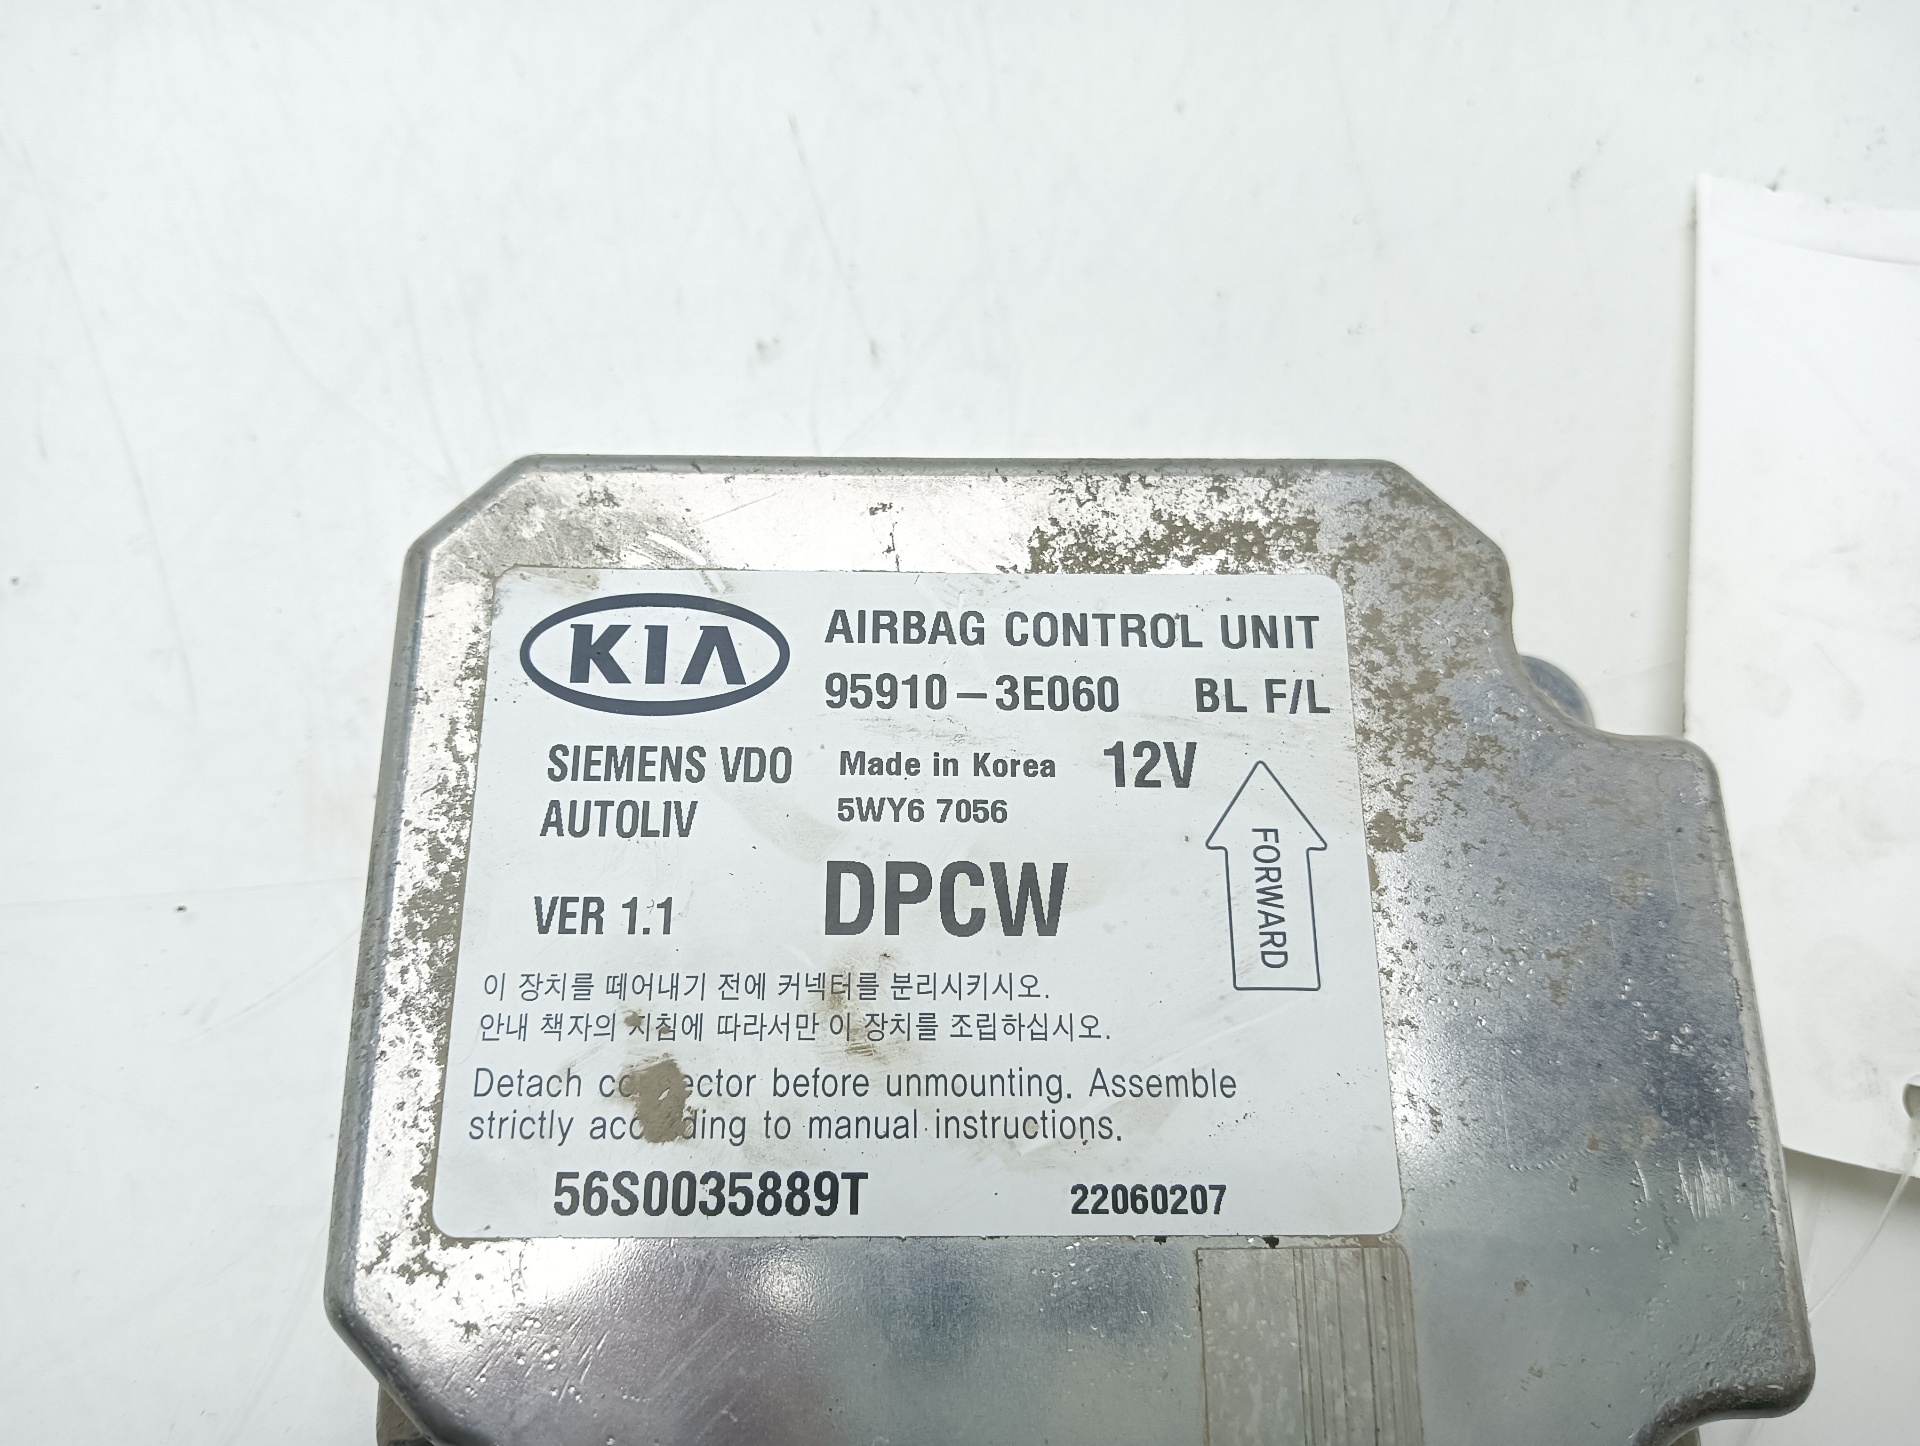 KIA
AIRBAG CONTROL UNIT
95910-3E060 BL F/L
SIEMENS VDO Made in Korea 12V
AUTOLIV 5WY6 7056
FORWARD
VER 1.1 DPCW
이 장치를 떼어내기 전에 커넥터를 분리시키시오.
안내 책자의 지침에 따라서만 이 장치를 조립하십시오.
Detach before unmounting. Assemble
strictly to manual instructions.
56S0035889T 22060207